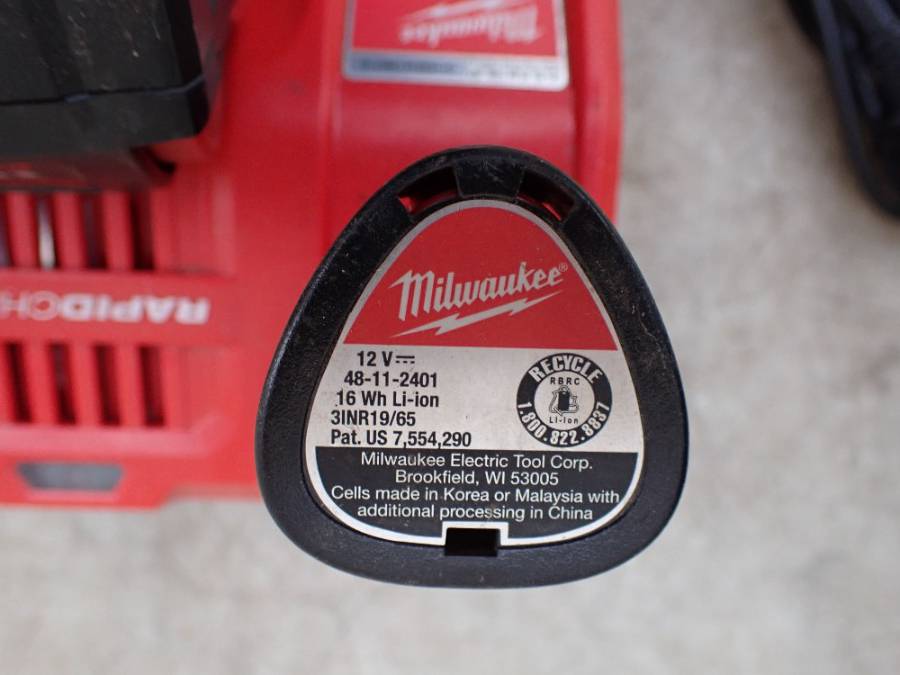 Milwaukee
Milwaukee®
RAPID
12 V
48-11-2401
16 Wh Li-ion
3INR19/65
Pat. US 7,554,290
RECYCLE
RBRC
Li-ion
1.800.822.8837
Milwaukee Electric Tool Corp.
Brookfield, WI 53005
Cells made in Korea or Malaysia with
additional processing in China